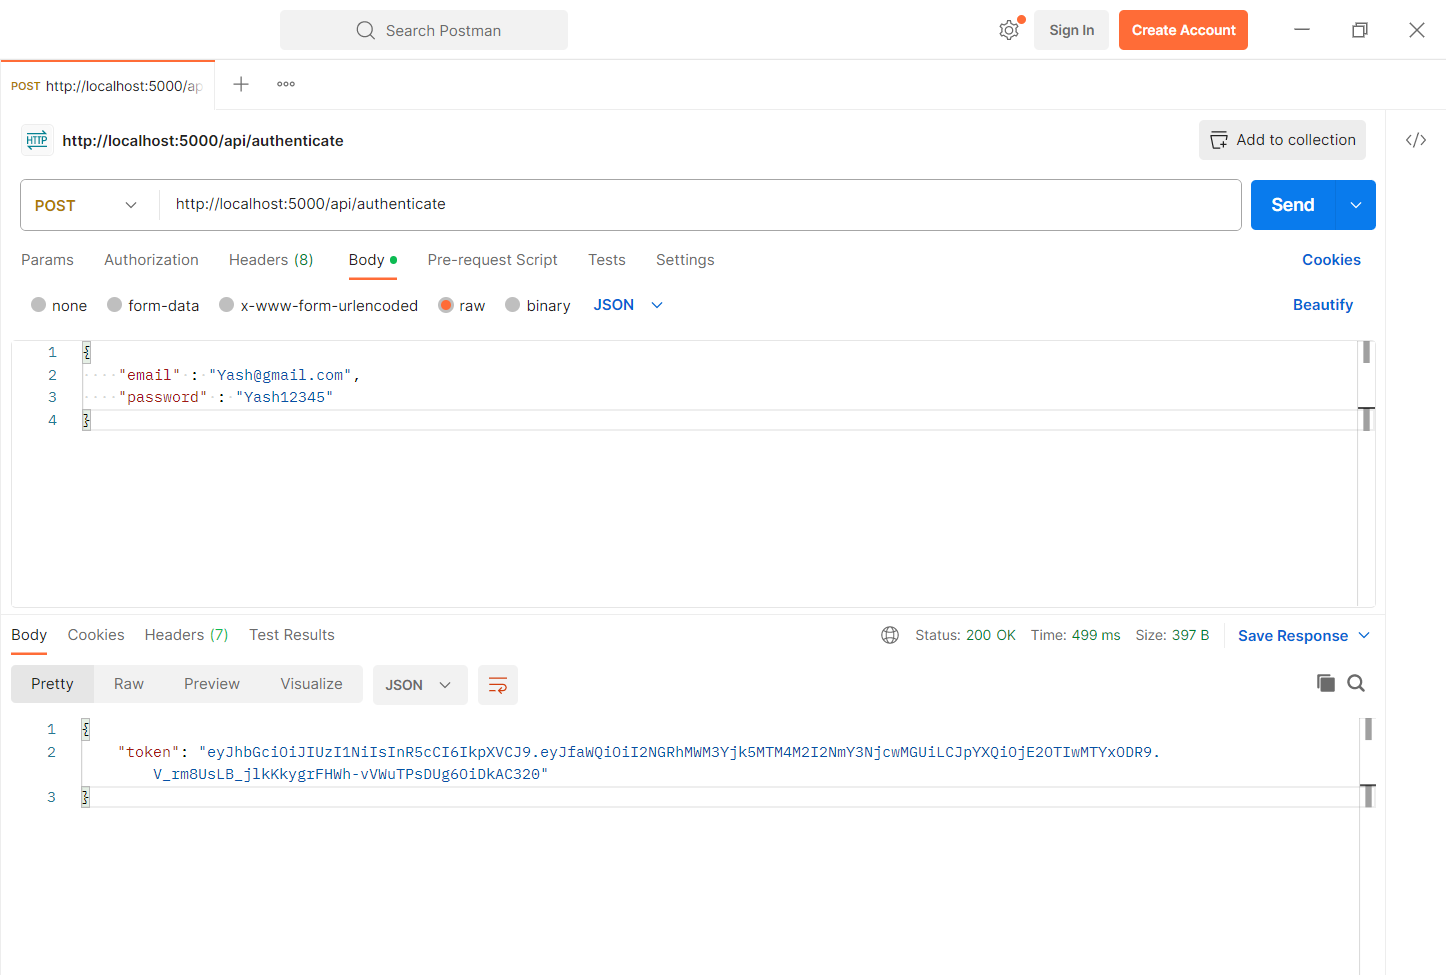 Search Postman
Sign In
Create Account
POST http://localhost:5000/ap
http://localhost:5000/api/authenticate
Add to collection
POST
http://localhost:5000/api/authenticate
Send
Params Authorization Headers (8) Body Pre-request Script Tests Settings Cookies
none form-data x-www-form-urlencoded raw binary JSON Beautify
1 {
2 "email" : "Yash@gmail.com",
3 "password" : "Yash12345"
4 }
Body Cookies Headers (7) Test Results Status: 200 OK Time: 499 ms Size: 397 B Save Response
Pretty Raw Preview Visualize JSON
1 {
2 "token": "eyJhbGciOiJIUzI1NiIsInR5cCI6IkpXVCJ9.eyJfaWQiOiI2NGRhMWM3Yjk5MTM4M2I2NmY3NjcwMGUiLCJpYXQiOjE2OTIwMTYxODR9.
V_rm8UsLB_jlkKkygrFHWh-vVWuTPsDUg6OiDkAC320"
3 }